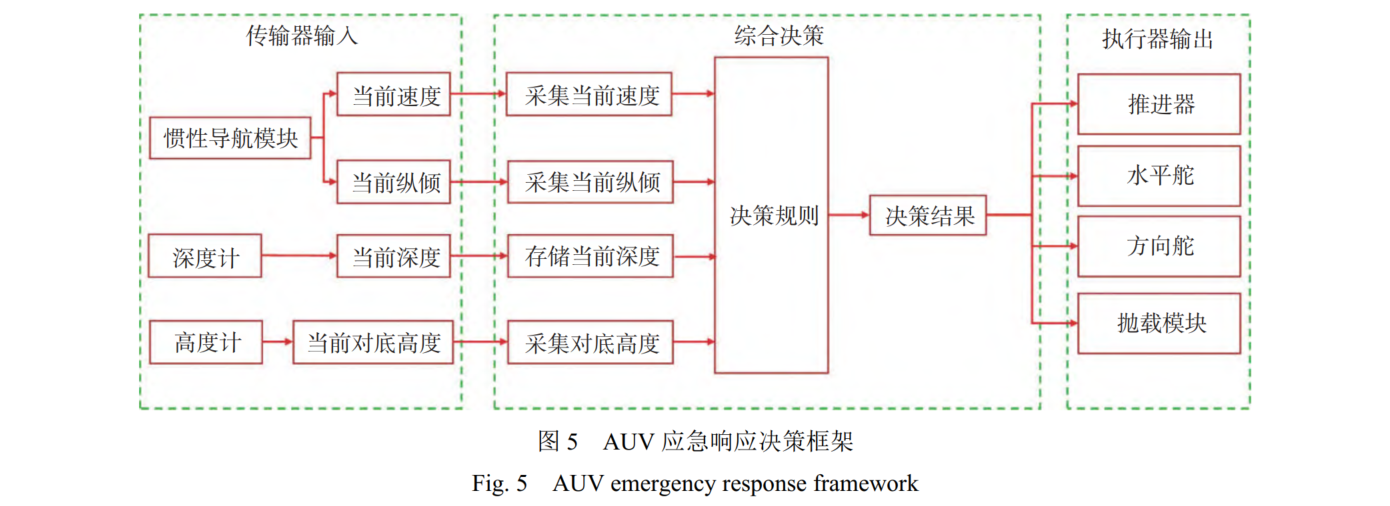 传输器输入
综合决策
执行器输出
惯性导航模块
当前速度
采集当前速度
当前纵倾
采集当前纵倾
深度计
当前深度
存储当前深度
高度计
当前对底高度
采集对底高度
决策规则
决策结果
推进器
水平舵
方向舵
抛载模块
图 5 AUV 应急响应决策框架
Fig. 5 AUV emergency response framework